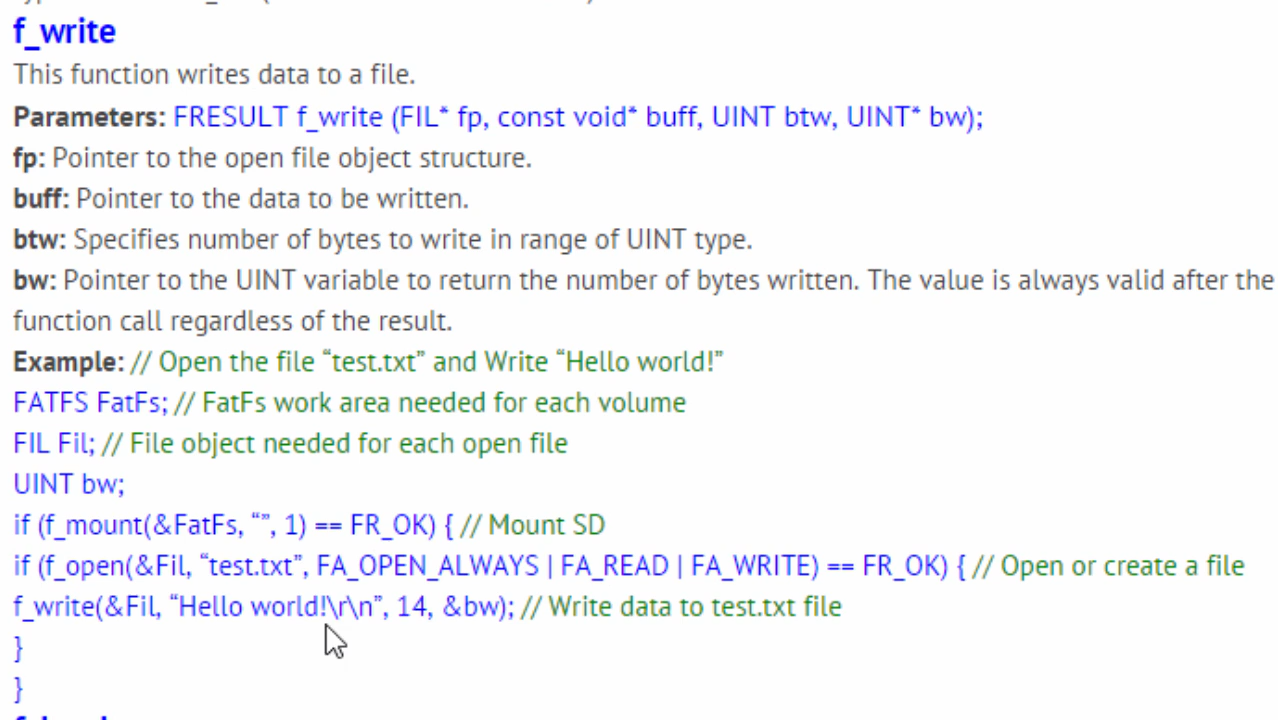 f_write
This function writes data to a file.
Parameters: FRESULT f_write (FIL* fp, const void* buff, UINT btw, UINT* bw);
fp: Pointer to the open file object structure.
buff: Pointer to the data to be written.
btw: Specifies number of bytes to write in range of UINT type.
bw: Pointer to the UINT variable to return the number of bytes written. The value is always valid after the
function call regardless of the result.
Example: // Open the file “test.txt” and Write “Hello world!”
FATFS FatFs; // FatFs work area needed for each volume
FIL Fil; // File object needed for each open file
UINT bw;
if (f_mount(&FatFs, “”, 1) == FR_OK) { // Mount SD
if (f_open(&Fil, “test.txt”, FA_OPEN_ALWAYS | FA_READ | FA_WRITE) == FR_OK) { // Open or create a file
f_write(&Fil, “Hello world!\r\n”, 14, &bw); // Write data to test.txt file
}
}